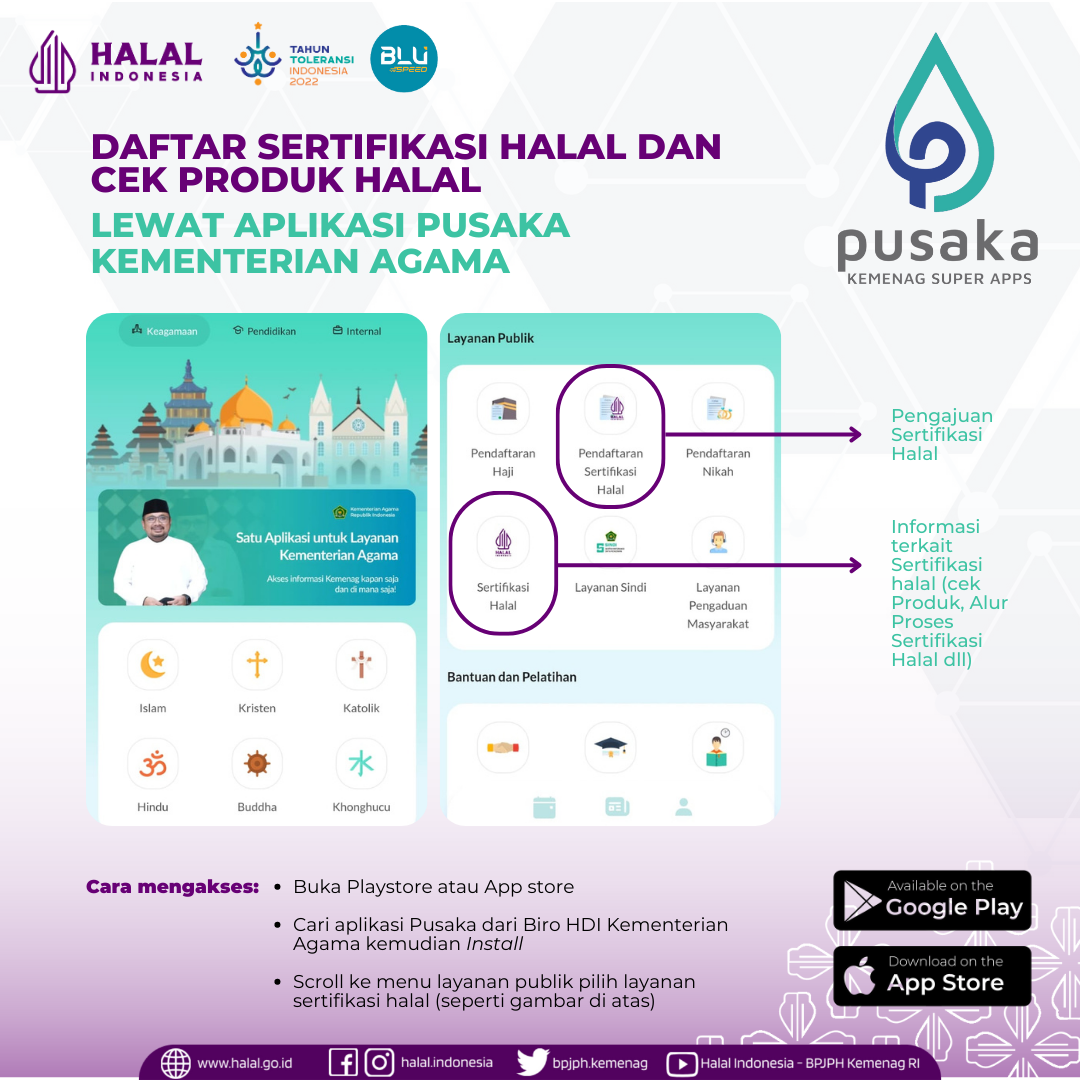 HALAL
INDONESIA
TAHUN
TOLERANSI
INDONESIA
2022
BLU
SPEED
DAFTAR SERTIFIKASI HALAL DAN
CEK PRODUK HALAL
LEWAT APLIKASI PUSAKA
KEMENTERIAN AGAMA
pusaka
KEMENAG SUPER APPS
Keagamaan
Pendidikan
Internal
Kementerian Agama
Republik Indonesia
Satu Aplikasi untuk Layanan
Kementerian Agama
Akses informasi Kemenag kapan saja
dan di mana saja!
Islam
Kristen
Katolik
Hindu
Buddha
Khonghucu
Layanan Publik
Pendaftaran
Haji
Pendaftaran
Sertifikasi
Halal
Pendaftaran
Nikah
Sertifikasi
Halal
Layanan Sindi
Layanan
Pengaduan
Masyarakat
Bantuan dan Pelatihan
Pengajuan
Sertifikasi
Halal
Informasi
terkait
Sertifikasi
halal (cek
Produk, Alur
Proses
Sertifikasi
Halal dll)
Cara mengakses:
• Buka Playstore atau App store
• Cari aplikasi Pusaka dari Biro HDI Kementerian
Agama kemudian Install
• Scroll ke menu layanan publik pilih layanan
sertifikasi halal (seperti gambar di atas)
Available on the
Google Play
Download on the
App Store
www.halal.go.id
halal.indonesia
bpjph.kemenag
Halal Indonesia - BPJPH Kemenag RI